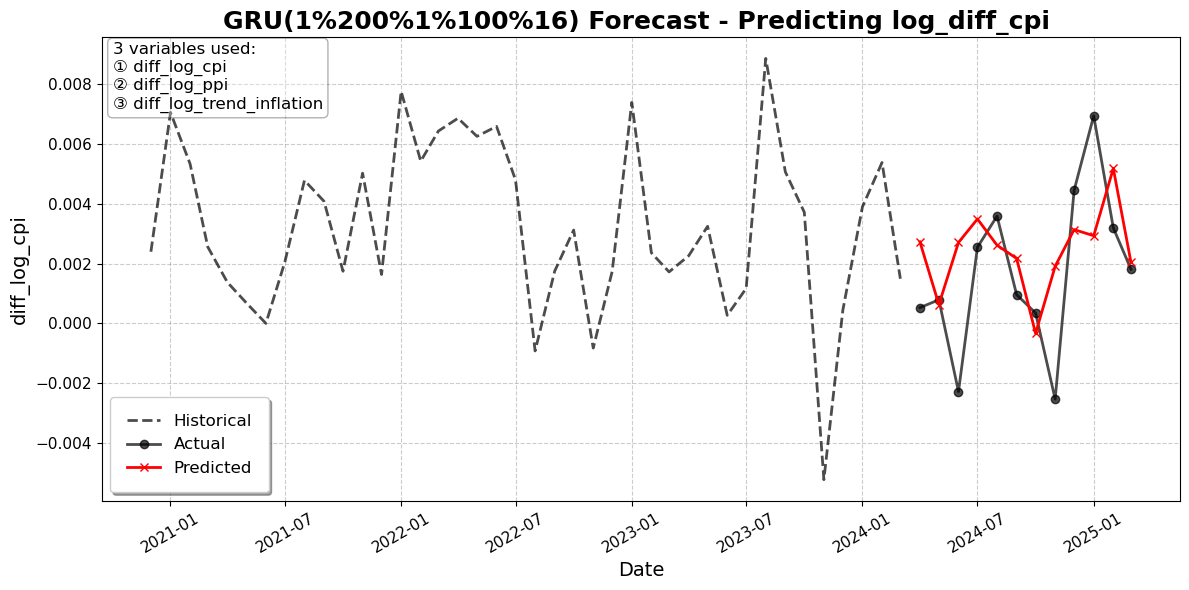 GRU(1%200%1%100%16) Forecast - Predicting log_diff_cpi
3 variables used:
① diff_log_cpi
② diff_log_ppi
③ diff_log_trend_inflation
diff_log_cpi
0.008
0.006
0.004
0.002
0.000
−0.002
−0.004
Historical
Actual
Predicted
2021-01
2021-07
2022-01
2022-07
2023-01
2023-07
2024-01
2024-07
2025-01
Date